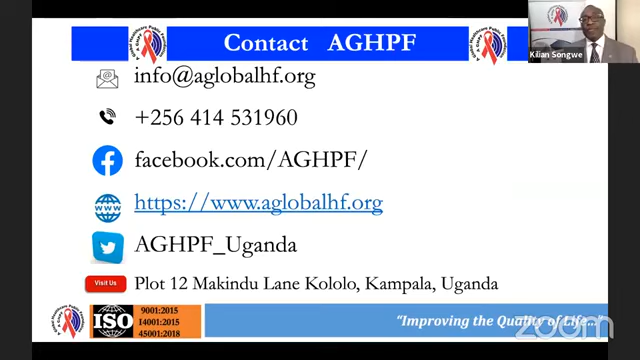 Contact AGHPF
Kilian Songwe
info@aglobalhf.org
+256 414 531960
facebook.com/AGHPF/
https://www.aglobalhf.org
WWW
AGHPF_Uganda
Visit Us
Plot 12 Makindu Lane Kololo, Kampala, Uganda
ISO
9001:2015
14001:2015
45001:2018
"Improving the Quality of Life..."
zoom